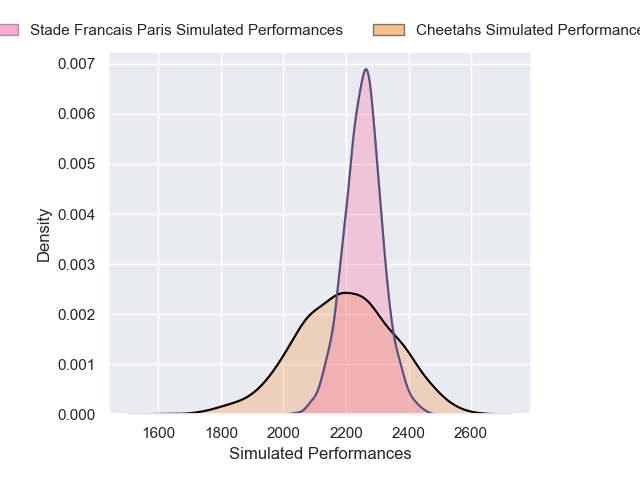 Stade Francais Paris Simulated Performances Cheetahs Simulated Performance
0.007
0.006
0.005
0.004
0.003
0.002
0.001
0.000
Density
1600 1800 2000 2200 2400 2600
Simulated Performances